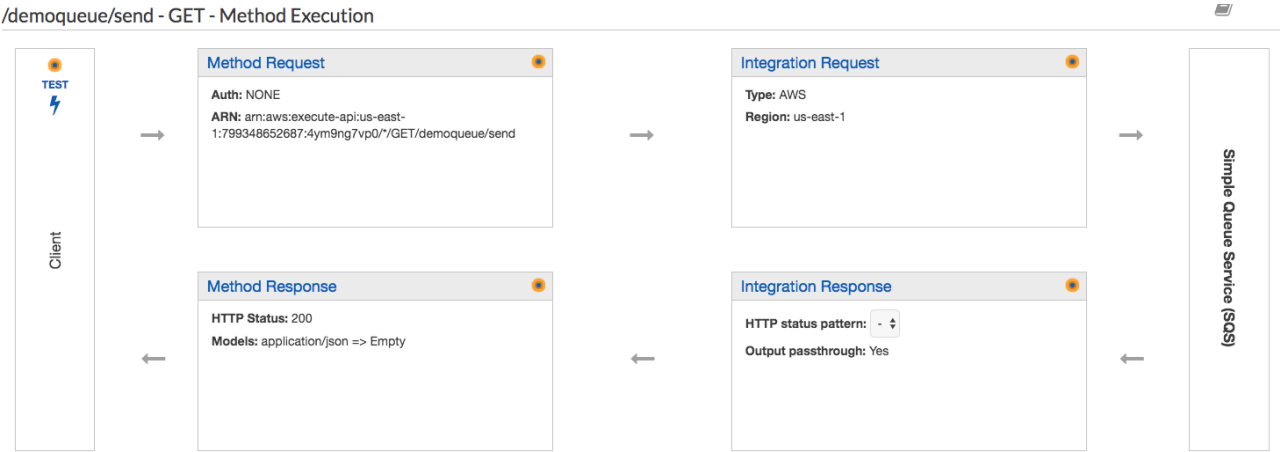 /demoqueue/send - GET - Method Execution
TEST
Client
Method Request
Auth: NONE
ARN: arn:aws:execute-api:us-east-
1:799348652687:4ym9ng7vp0/*/GET/demoqueue/send
Integration Request
Type: AWS
Region: us-east-1
Simple Queue Service (SQS)
Method Response
HTTP Status: 200
Models: application/json => Empty
Integration Response
HTTP status pattern: -
Output passthrough: Yes